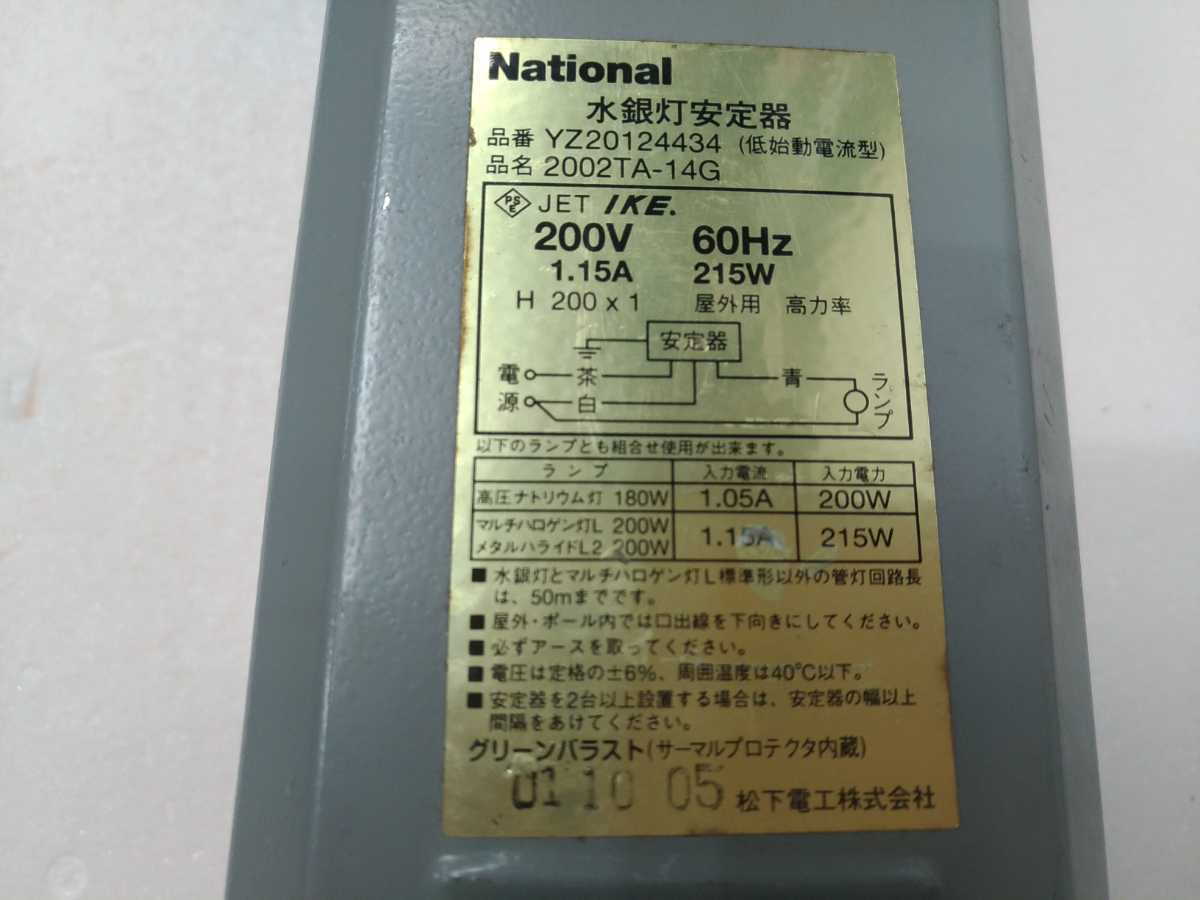 National
水銀灯安定器
品番 YZ20124434 (低始動電流型)
品名 2002TA-14G
PSE JET IKE.
200V 60Hz
1.15A 215W
H 200 x 1 屋外用 高力率
安定器
電 茶 青 ランプ
源 白
以下のランプとも組合せ使用が出来ます。
ランプ 入力電流 入力電力
高圧ナトリウム灯 180W 1.05A 200W
マルチハロゲン灯L 200W
メタルハライドL2 200W 1.15A 215W
■ 水銀灯とマルチハロゲン灯L標準形以外の管灯回路長
は、50mまでです。
■ 屋外・ポール内では口出線を下向きにしてください。
■ 必ずアースを取ってください。
■ 電圧は定格の±6%、周囲温度は40℃以下。
■ 安定器を2台以上設置する場合は、安定器の幅以上
間隔をあけてください。
グリーンバラスト(サーマルプロテクタ内蔵)
01 10 05 松下電工株式会社